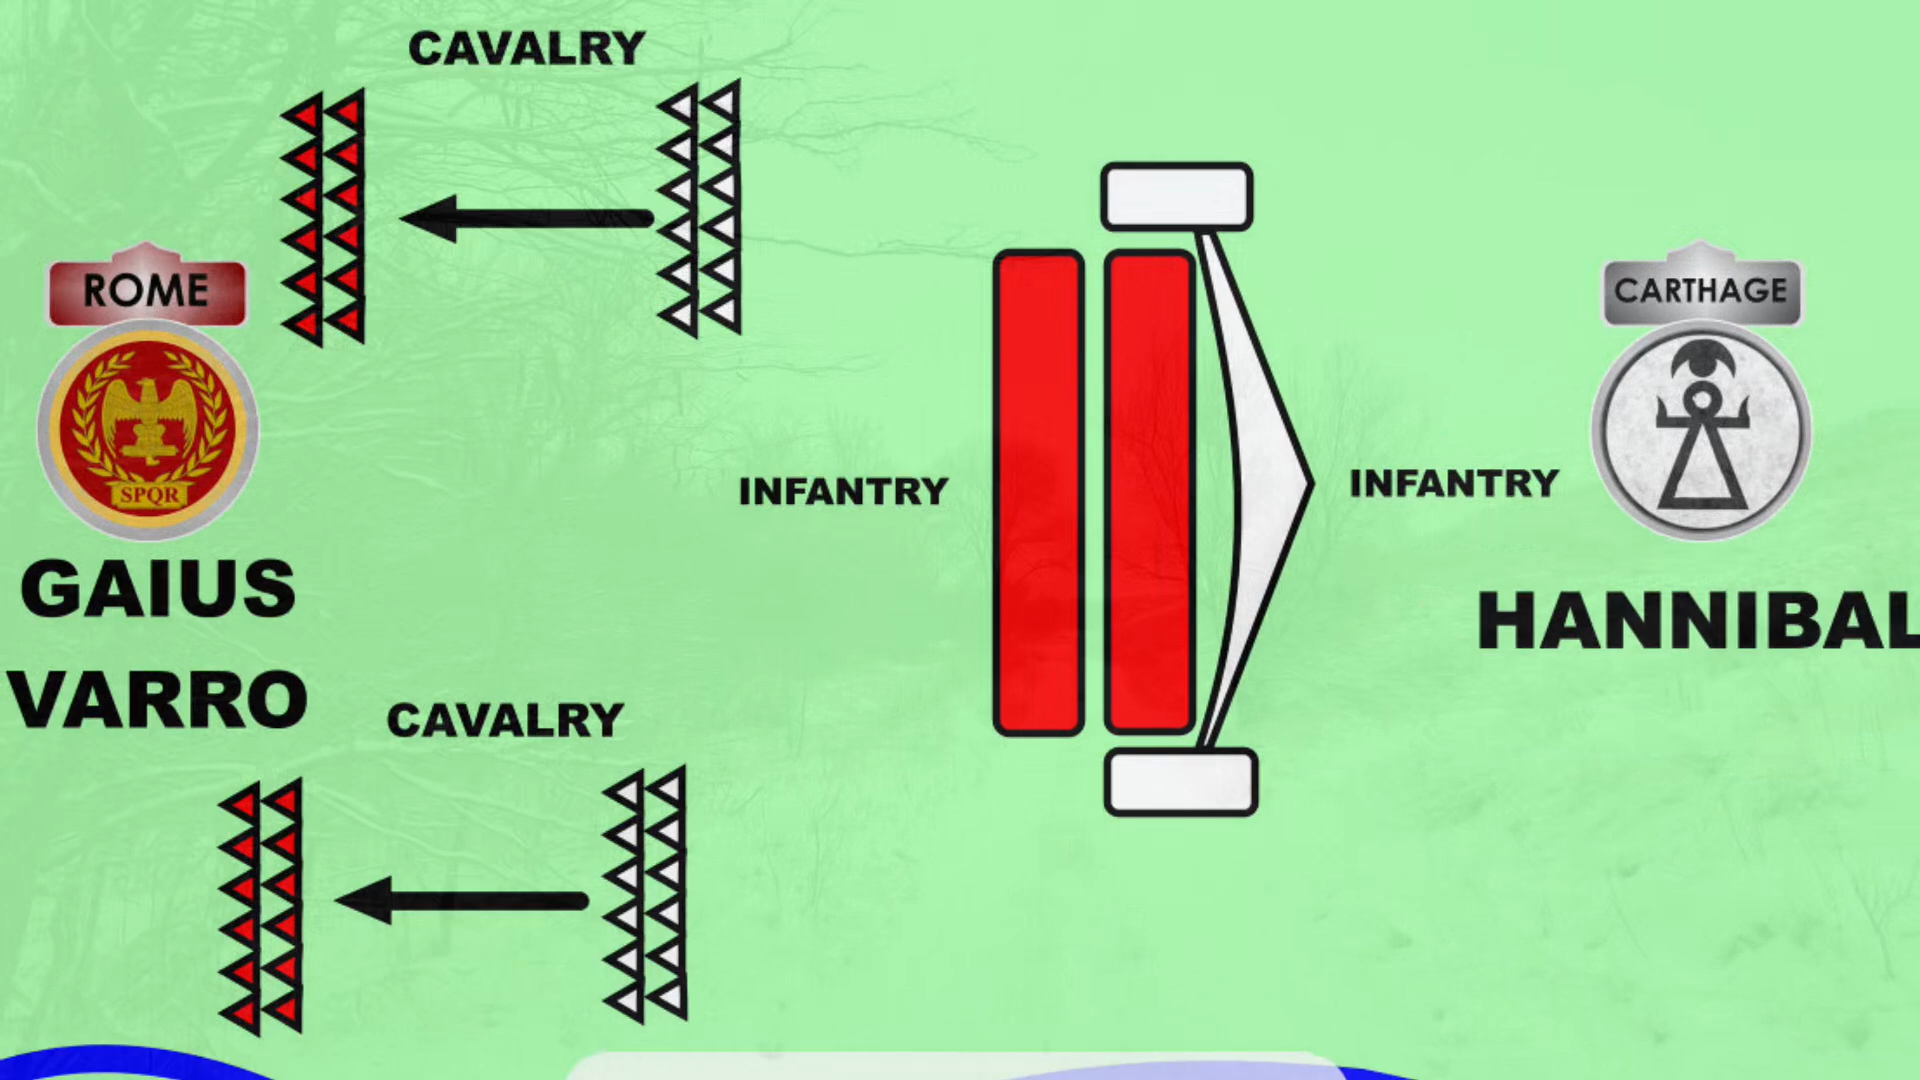 CAVALRY
ROME
CARTHAGE
SPQR
INFANTRY
INFANTRY
GAIUS
VARRO
HANNIBAL
CAVALRY